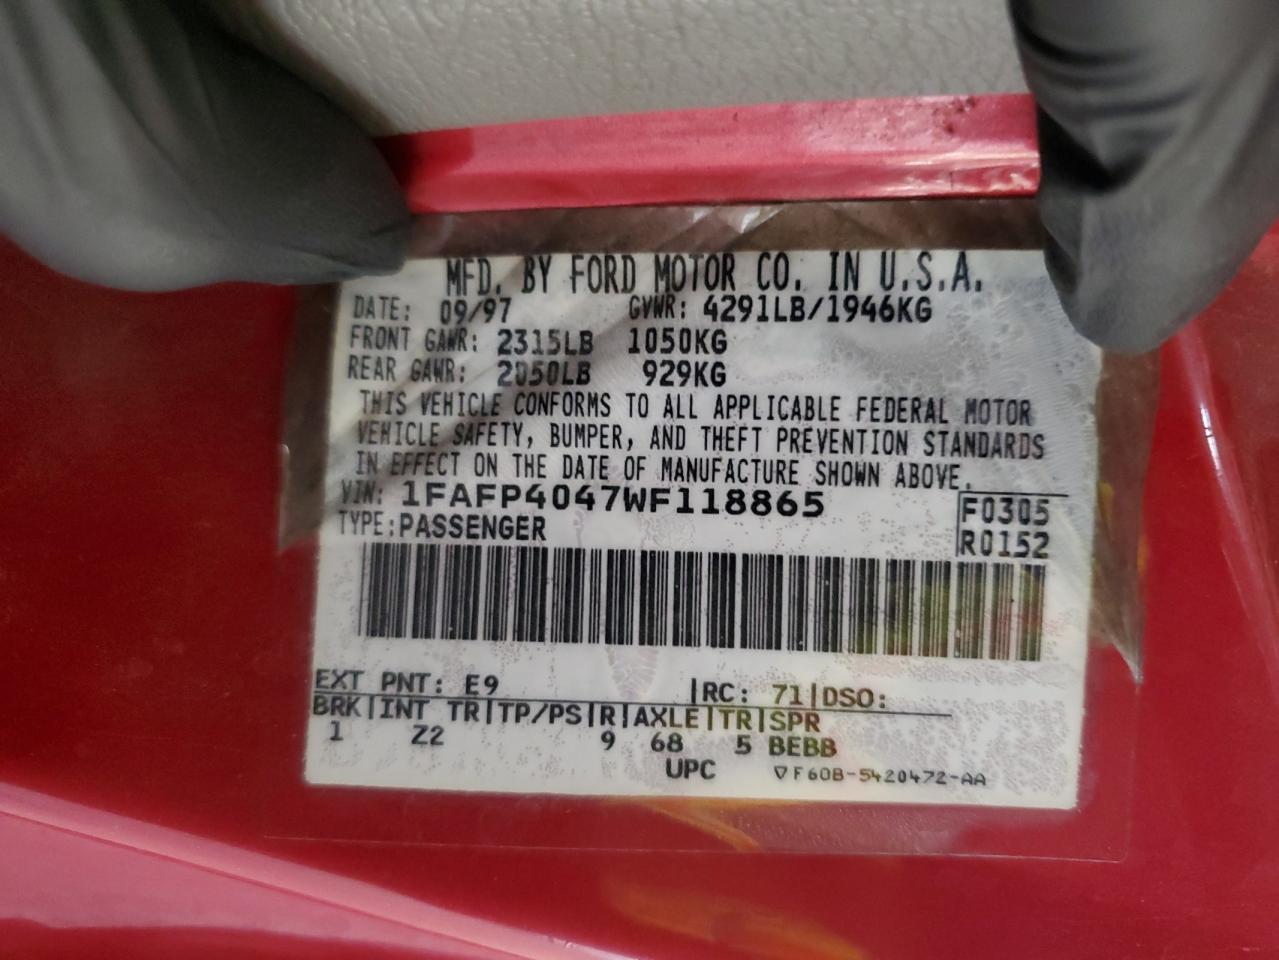 MFD. BY FORD MOTOR CO. IN U.S.A.
DATE: 09/97 GVWR: 4291LB/1946KG
FRONT GAWR: 2315LB 1050KG
REAR GAWR: 2050LB 929KG
THIS VEHICLE CONFORMS TO ALL APPLICABLE FEDERAL MOTOR
VEHICLE SAFETY, BUMPER, AND THEFT PREVENTION STANDARDS
IN EFFECT ON THE DATE OF MANUFACTURE SHOWN ABOVE.
VIN: 1FAFP4047WF118865
F0305
TYPE:PASSENGER
R0152
EXT PNT: E9 |RC: 71|DSO:
BRK|INT TR|TP/PS|R|AXLE|TR|SPR
1 Z2 9 68 5 BEBB
UPC ▽F60B-5420472-AA